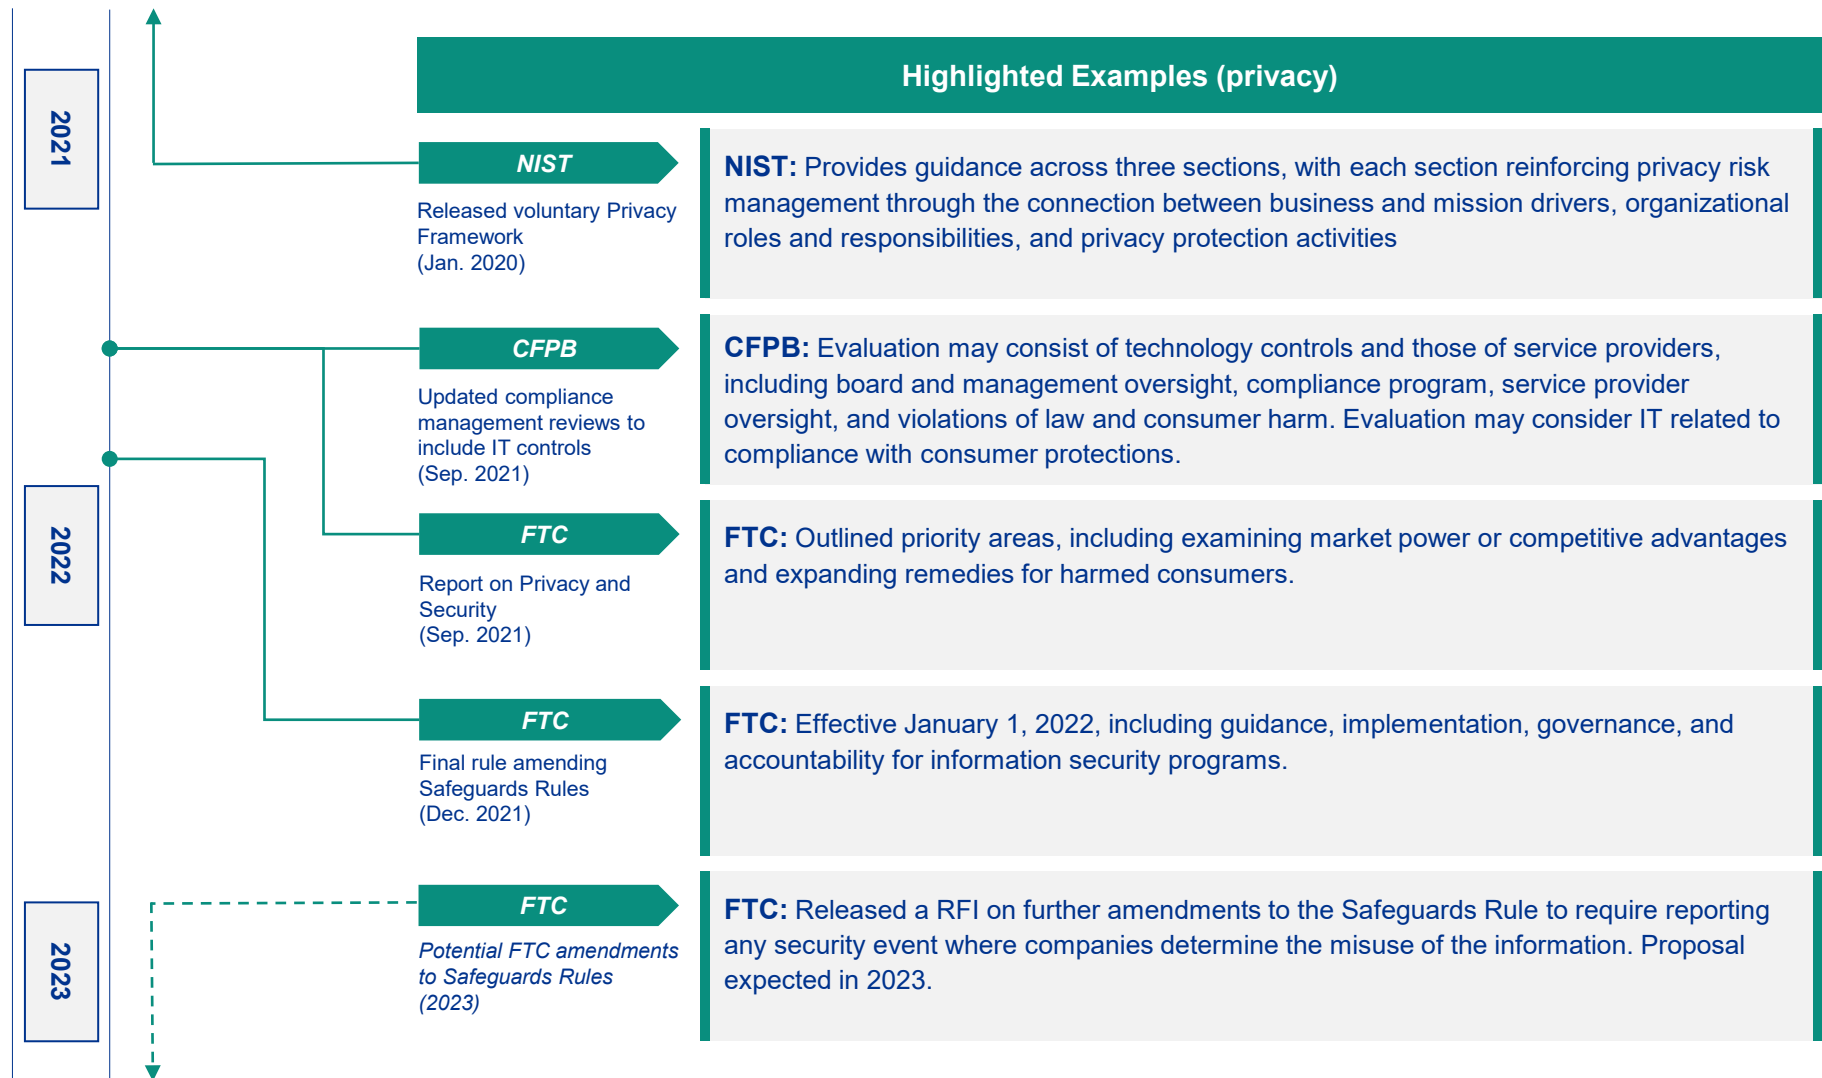 Highlighted Examples (privacy)
2021
NIST
Released voluntary Privacy
Framework
(Jan. 2020)
NIST: Provides guidance across three sections, with each section reinforcing privacy risk
management through the connection between business and mission drivers, organizational
roles and responsibilities, and privacy protection activities
CFPB
Updated compliance
management reviews to
include IT controls
(Sep. 2021)
CFPB: Evaluation may consist of technology controls and those of service providers,
including board and management oversight, compliance program, service provider
oversight, and violations of law and consumer harm. Evaluation may consider IT related to
compliance with consumer protections.
2022
FTC
Report on Privacy and
Security
(Sep. 2021)
FTC: Outlined priority areas, including examining market power or competitive advantages
and expanding remedies for harmed consumers.
FTC
Final rule amending
Safeguards Rules
(Dec. 2021)
FTC: Effective January 1, 2022, including guidance, implementation, governance, and
accountability for information security programs.
2023
FTC
Potential FTC amendments
to Safeguards Rules
(2023)
FTC: Released a RFI on further amendments to the Safeguards Rule to require reporting
any security event where companies determine the misuse of the information. Proposal
expected in 2023.